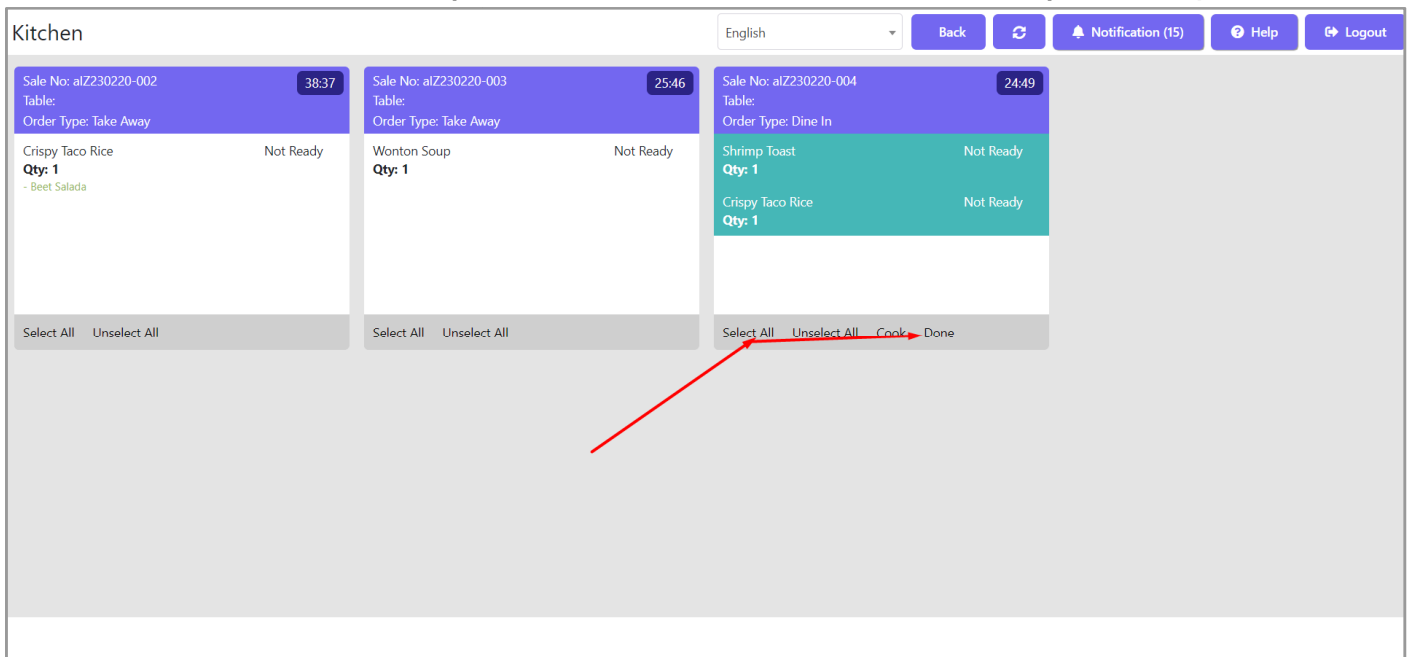 Kitchen
English
Back
Notification (15)
Help
Logout
Sale No: aIZ230220-002
38:37
Table:
Order Type: Take Away
Crispy Taco Rice
Not Ready
Qty: 1
- Beet Salada
Select All
Unselect All
Sale No: aIZ230220-003
25:46
Table:
Order Type: Take Away
Wonton Soup
Not Ready
Qty: 1
Select All
Unselect All
Sale No: aIZ230220-004
24:49
Table:
Order Type: Dine In
Shrimp Toast
Not Ready
Qty: 1
Crispy Taco Rice
Not Ready
Qty: 1
Select All
Unselect All
Cook
Done